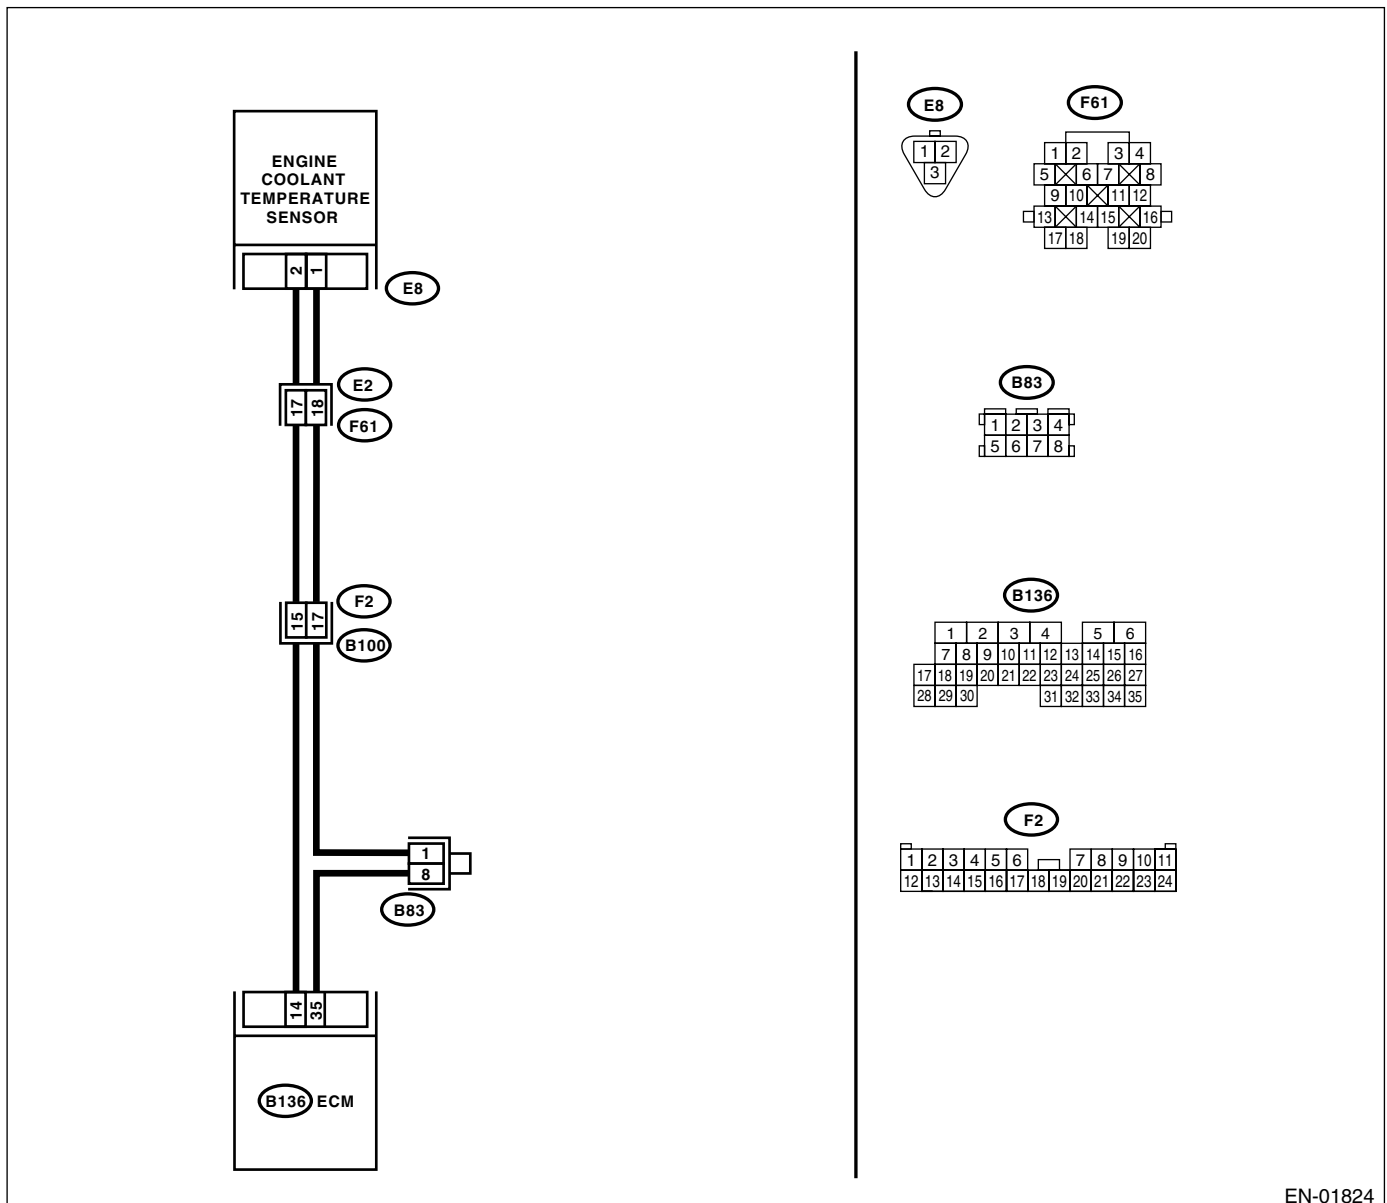 ENGINE
COOLANT
TEMPERATURE
SENSOR
2 1
E8
E2
17 18
F61
F2
15 17
B100
1
8
B83
14 35
B136 ECM
E8
1 2
3
F61
1 2 3 4
5 6 7 8
9 10 11 12
13 14 15 16
17 18 19 20
B83
1 2 3 4
5 6 7 8
B136
1 2 3 4 5 6
7 8 9 10 11 12 13 14 15 16
17 18 19 20 21 22 23 24 25 26 27
28 29 30 31 32 33 34 35
F2
1 2 3 4 5 6 7 8 9 10 11
12 13 14 15 16 17 18 19 20 21 22 23 24
EN-01824